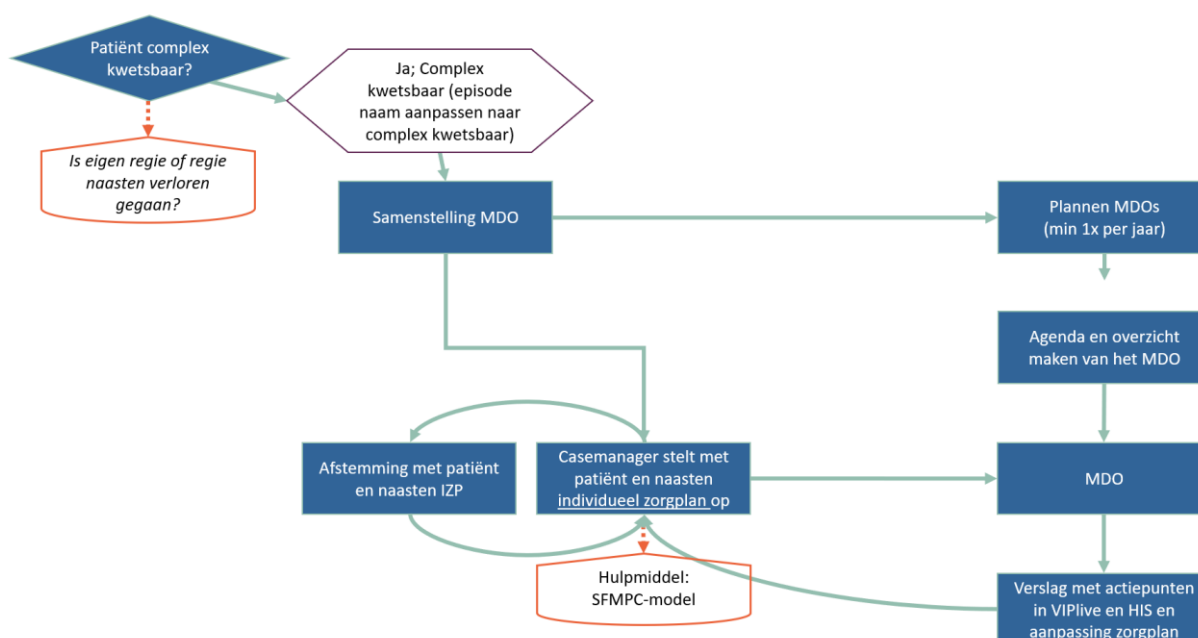 Patiënt complex
kwetsbaar?
Ja; Complex
kwetsbaar (episode
naam aanpassen naar
complex kwetsbaar)
Is eigen regie of regie
naasten verloren
gegaan?
Samenstelling MDO
Plannen MDOs
(min 1x per jaar)
Agenda en overzicht
maken van het MDO
Afstemming met patiënt
en naasten IZP
Casemanager stelt met
patiënt en naasten
individueel zorgplan op
MDO
Hulpmiddel:
SFMPC-model
Verslag met actiepunten
in VIPlive en HIS en
aanpassing zorgplan